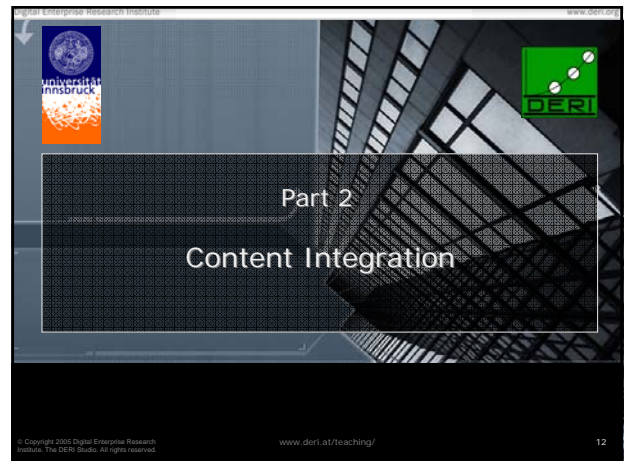 Digital Enterprise Research Institute
www.deri.org
universität
innsbruck
DERI
Part 2
Content Integration
© Copyright 2005 Digital Enterprise Research
Institute. The DERI Studio. All rights reserved.
www.deri.at/teaching/
12